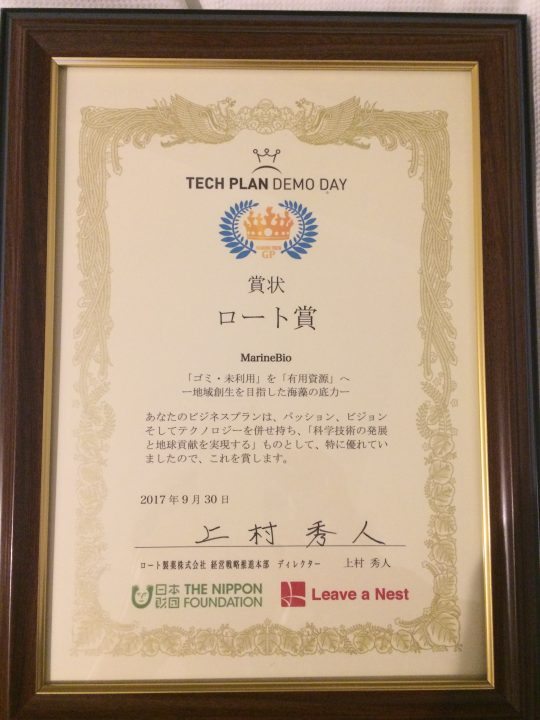 TECH PLAN DEMO DAY
GP
賞状
ロート賞
MarineBio
「ゴミ・未利用」を「有用資源」へ
ー地域創生を目指した海藻の底力ー
あなたのビジネスプランは、パッション、ビジョン
そしてテクノロジーを併せ持ち、「科学技術の発展
と地球貢献を実現する」ものとして、特に優れてい
ましたので、これを賞します。
2017年9月30日
上村秀人
ロート製薬株式会社 経営戦略推進本部 ディレクター 上村 秀人
日本財団 THE NIPPON FOUNDATION
Leave a Nest